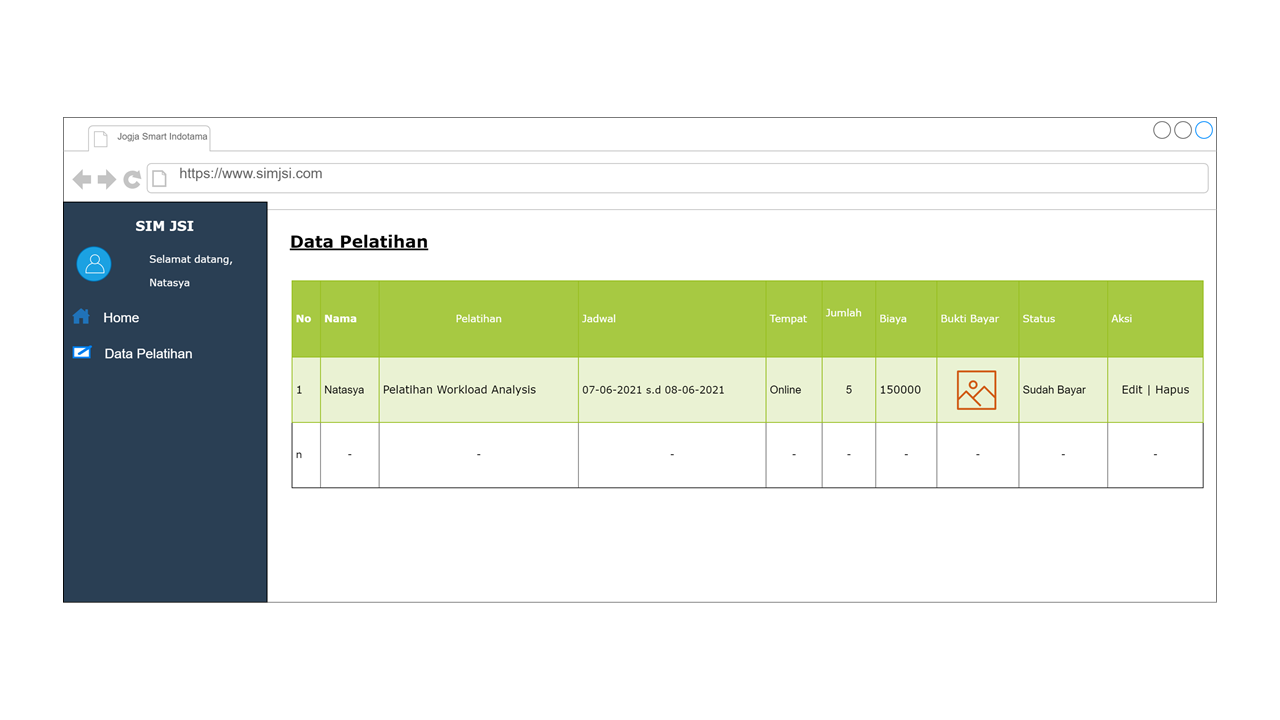 Jogja Smart Indotama
https://www.simjsi.com
SIM JSI
Selamat datang,
Natasya
Home
Data Pelatihan
Data Pelatihan
No Nama Pelatihan Jadwal Tempat Jumlah Biaya Bukti Bayar Status Aksi
1 Natasya Pelatihan Workload Analysis 07-06-2021 s.d 08-06-2021 Online 5 150000 Sudah Bayar Edit | Hapus
n - - - - - - - - -